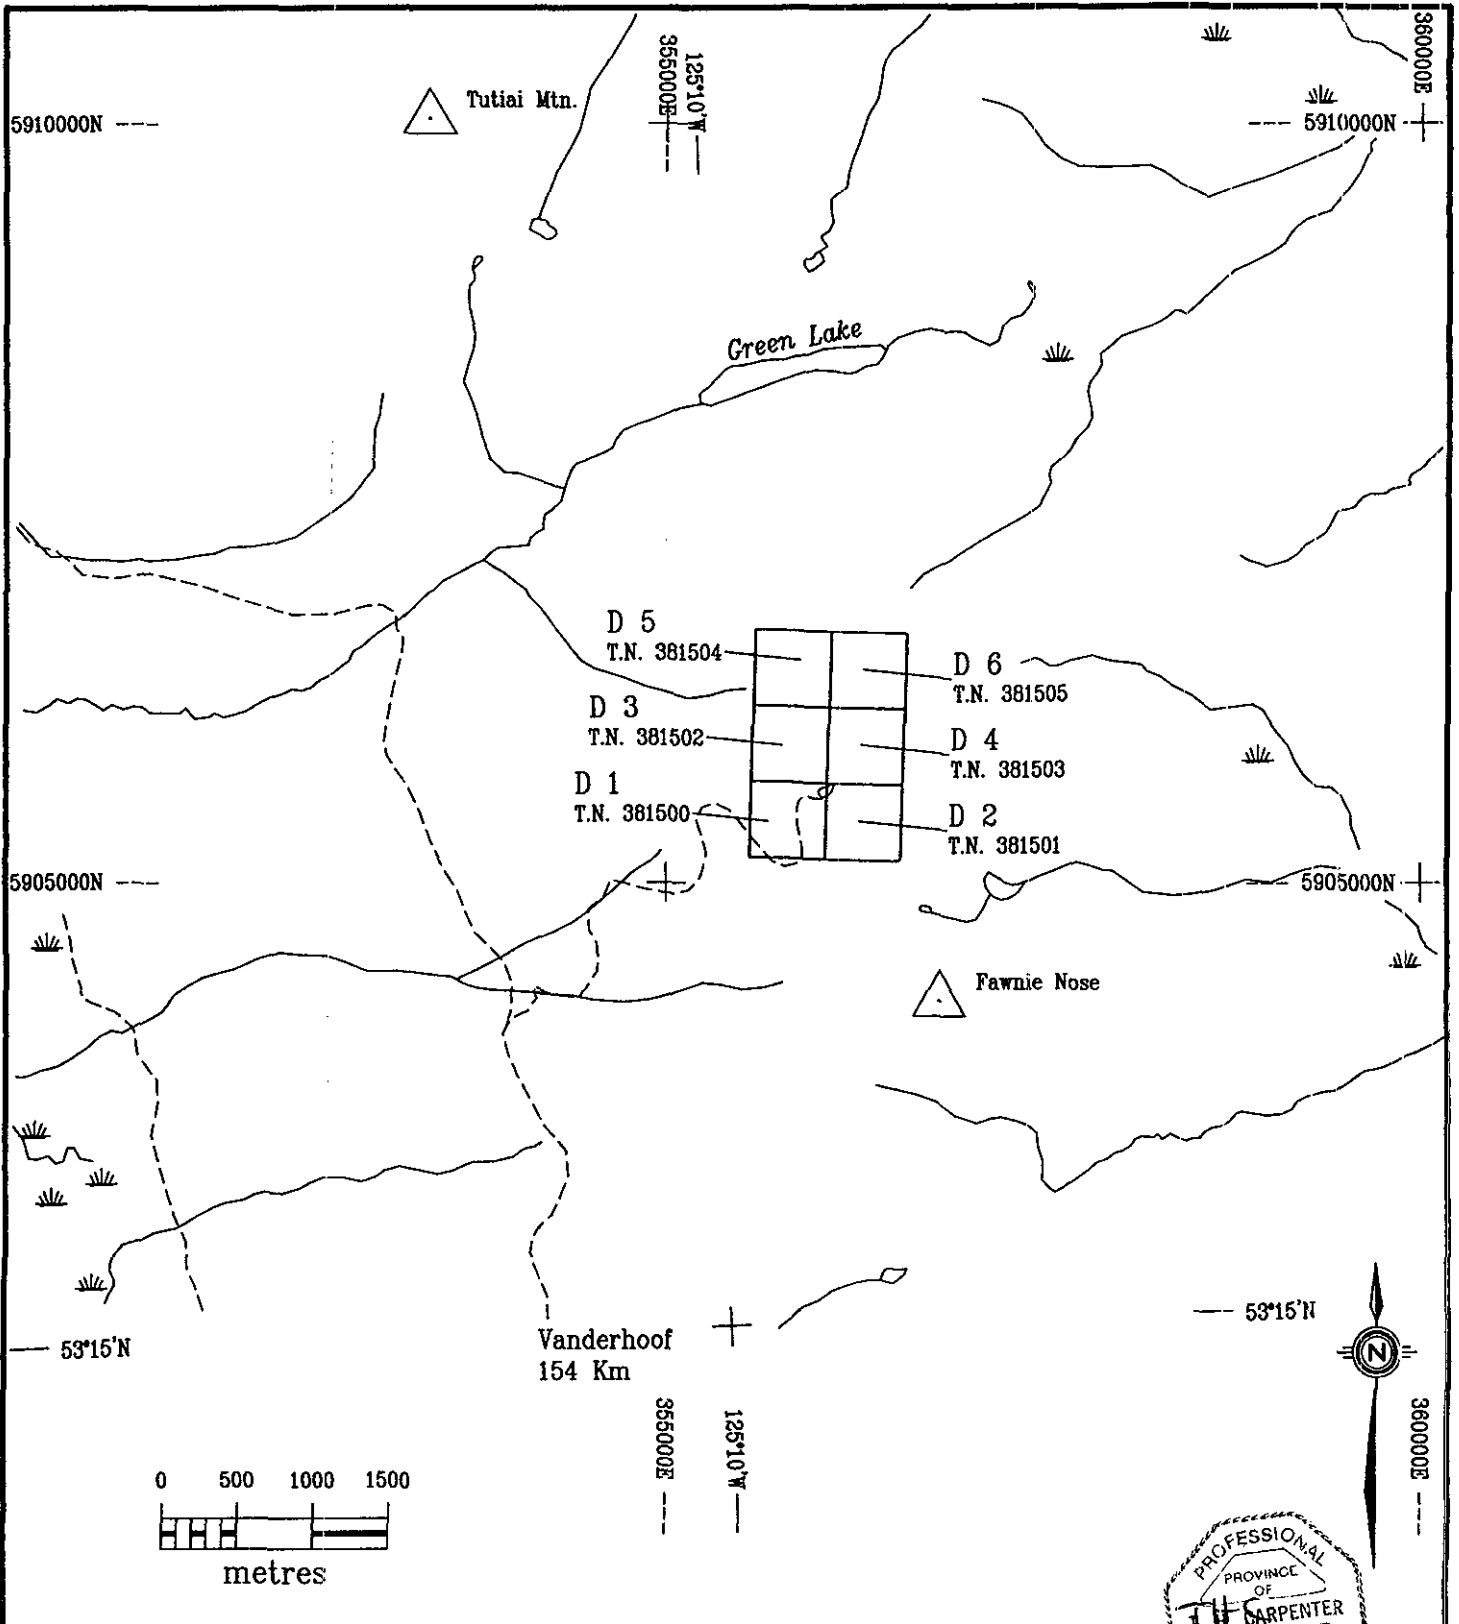 360000E
355000E
125°10'W
Tutiai Mtn.
5910000N
5910000N
Green Lake
D 5
T.N. 381504
D 6
T.N. 381505
D 3
T.N. 381502
D 4
T.N. 381503
D 1
T.N. 381500
D 2
T.N. 381501
5905000N
5905000N
Fawnie Nose
53°15'N
53°15'N
Vanderhoof
154 Km
N
355000E
125°10'W
360000E
0 500 1000 1500
metres
PROFESSIONAL
PROVINCE
OF
CARPENTER